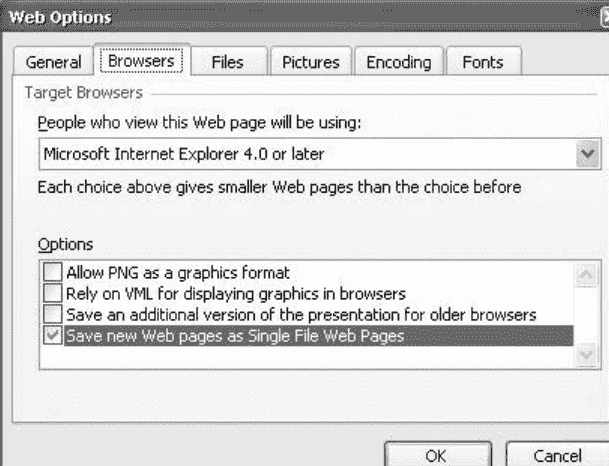 Web Options
General Browsers Files Pictures Encoding Fonts
Target Browsers
People who view this Web page will be using:
Microsoft Internet Explorer 4.0 or later
Each choice above gives smaller Web pages than the choice before
Options
Allow PNG as a graphics format
Rely on VML for displaying graphics in browsers
Save an additional version of the presentation for older browsers
Save new Web pages as Single File Web Pages
OK Cancel